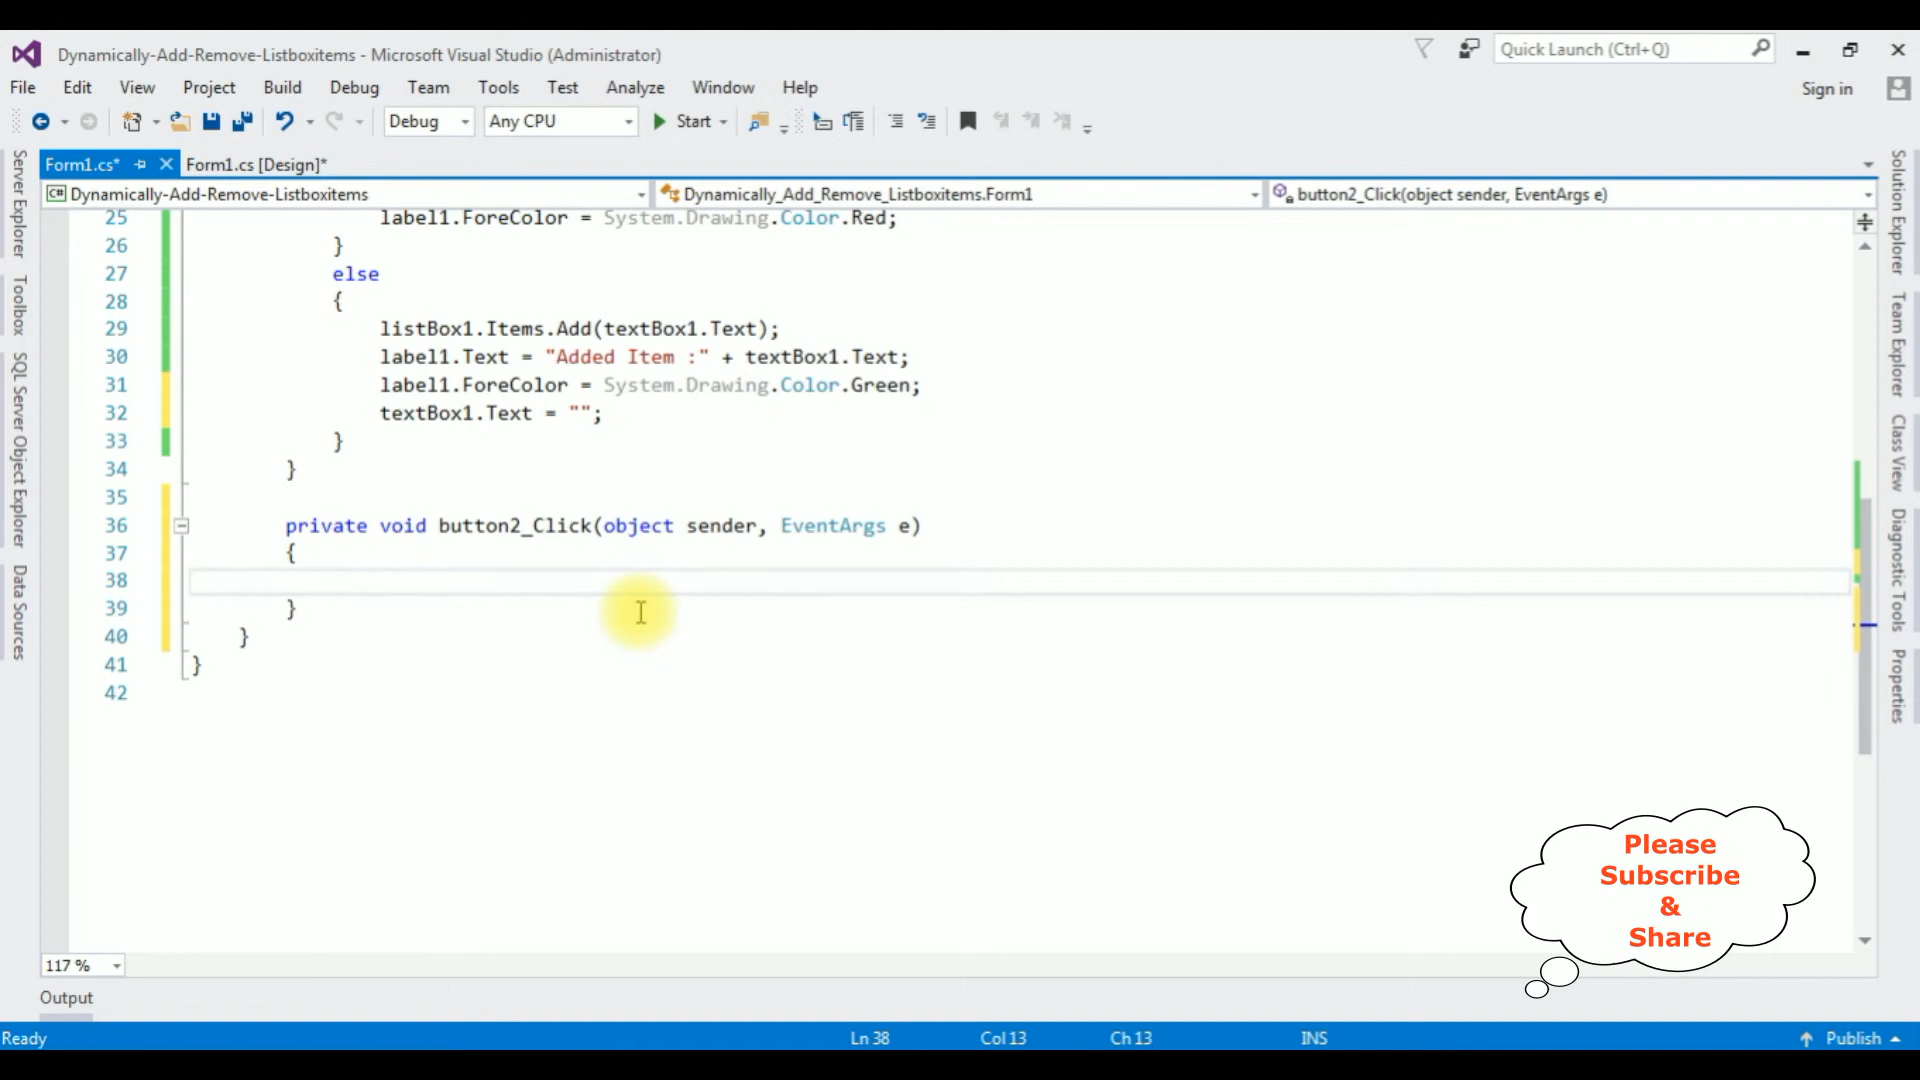 Dynamically-Add-Remove-Listboxitems - Microsoft Visual Studio (Administrator)
Quick Launch (Ctrl+Q)
File Edit View Project Build Debug Team Tools Test Analyze Window Help
Sign in
Debug Any CPU Start
Form1.cs* Form1.cs [Design]*
C# Dynamically-Add-Remove-Listboxitems Dynamically_Add_Remove_Listboxitems.Form1 button2_Click(object sender, EventArgs e)
25 label1.ForeColor = System.Drawing.Color.Red;
26 }
27 else
28 {
29 listBox1.Items.Add(textBox1.Text);
30 label1.Text = "Added Item :" + textBox1.Text;
31 label1.ForeColor = System.Drawing.Color.Green;
32 textBox1.Text = "";
33 }
34 }
35
36 private void button2_Click(object sender, EventArgs e)
37 {
38
39 }
40 }
41 }
42
Server Explorer
Toolbox
SQL Server Object Explorer
Data Sources
Solution Explorer
Team Explorer
Class View
Diagnostic Tools
Properties
Please
Subscribe
&
Share
117 %
Output
Ready Ln 38 Col 13 Ch 13 INS Publish